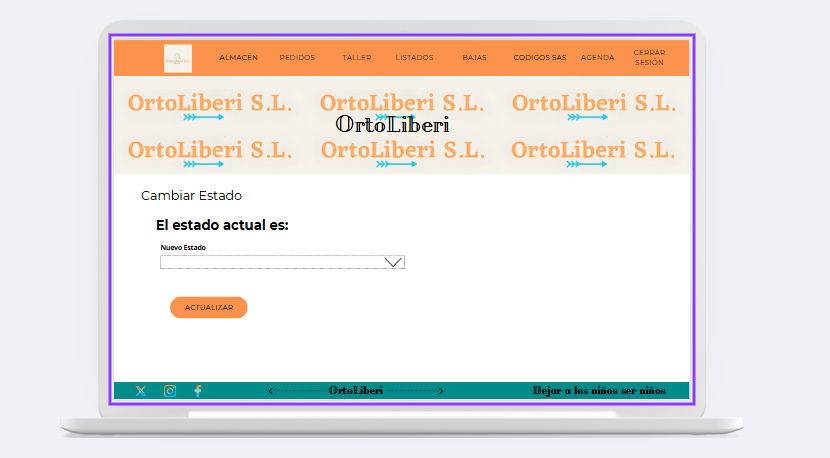 ALMACÉN PEDIDOS TALLER LISTADOS BAJAS CODIGOS SAS AGENDA CERRAR SESIÓN
OrtoLiberi S.L. OrtoLiberi S.L. OrtoLiberi S.L.
OrtoLiberi
OrtoLiberi S.L. OrtoLiberi S.L. OrtoLiberi S.L.
Cambiar Estado
El estado actual es:
Nuevo Estado
ACTUALIZAR
OrtoLiberi
Dejar a los niños ser niños